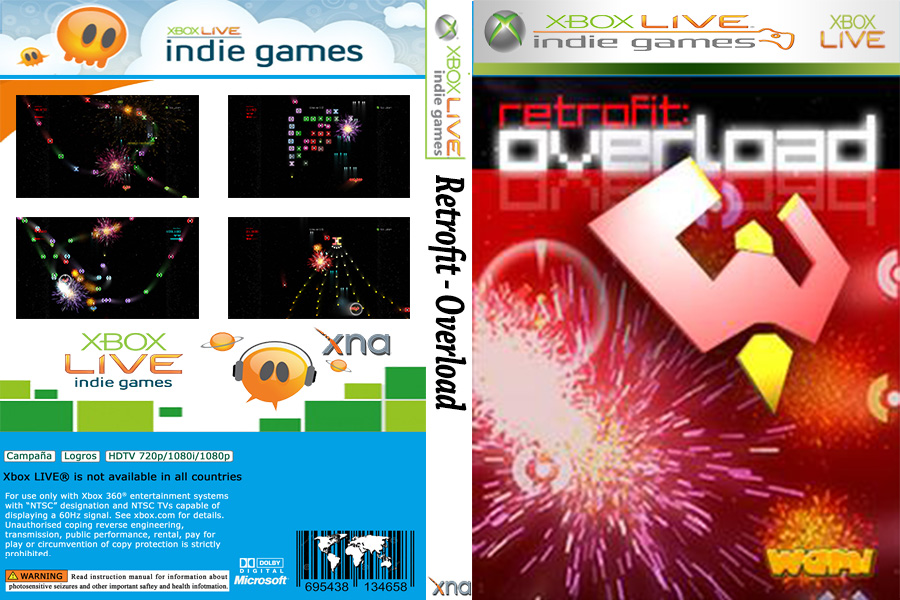 XBOX LIVE
indie games
XBOX LIVE
indie games
xna
Campaña Logros HDTV 720p/1080i/1080p
Xbox LIVE® is not available in all countries
For use only with Xbox 360® entertainment systems
with "NTSC" designation and NTSC TVs capable of
displaying a 60Hz signal. See xbox.com for details.
Unauthorised coping reverse engineering,
transmission, public performance, rental, pay for
play or circumvention of copy protection is strictly
prohibited.
WARNING Read instruction manual for information about
photosensitive seizures and other important saftey and health infotmation.
DOLBY
DIGITAL
Microsoft
695438 134658
XBOX LIVE
indie games
Retrofit - Overload
xna
XBOX LIVE
indie games
XBOX
LIVE
retrofit:
overload